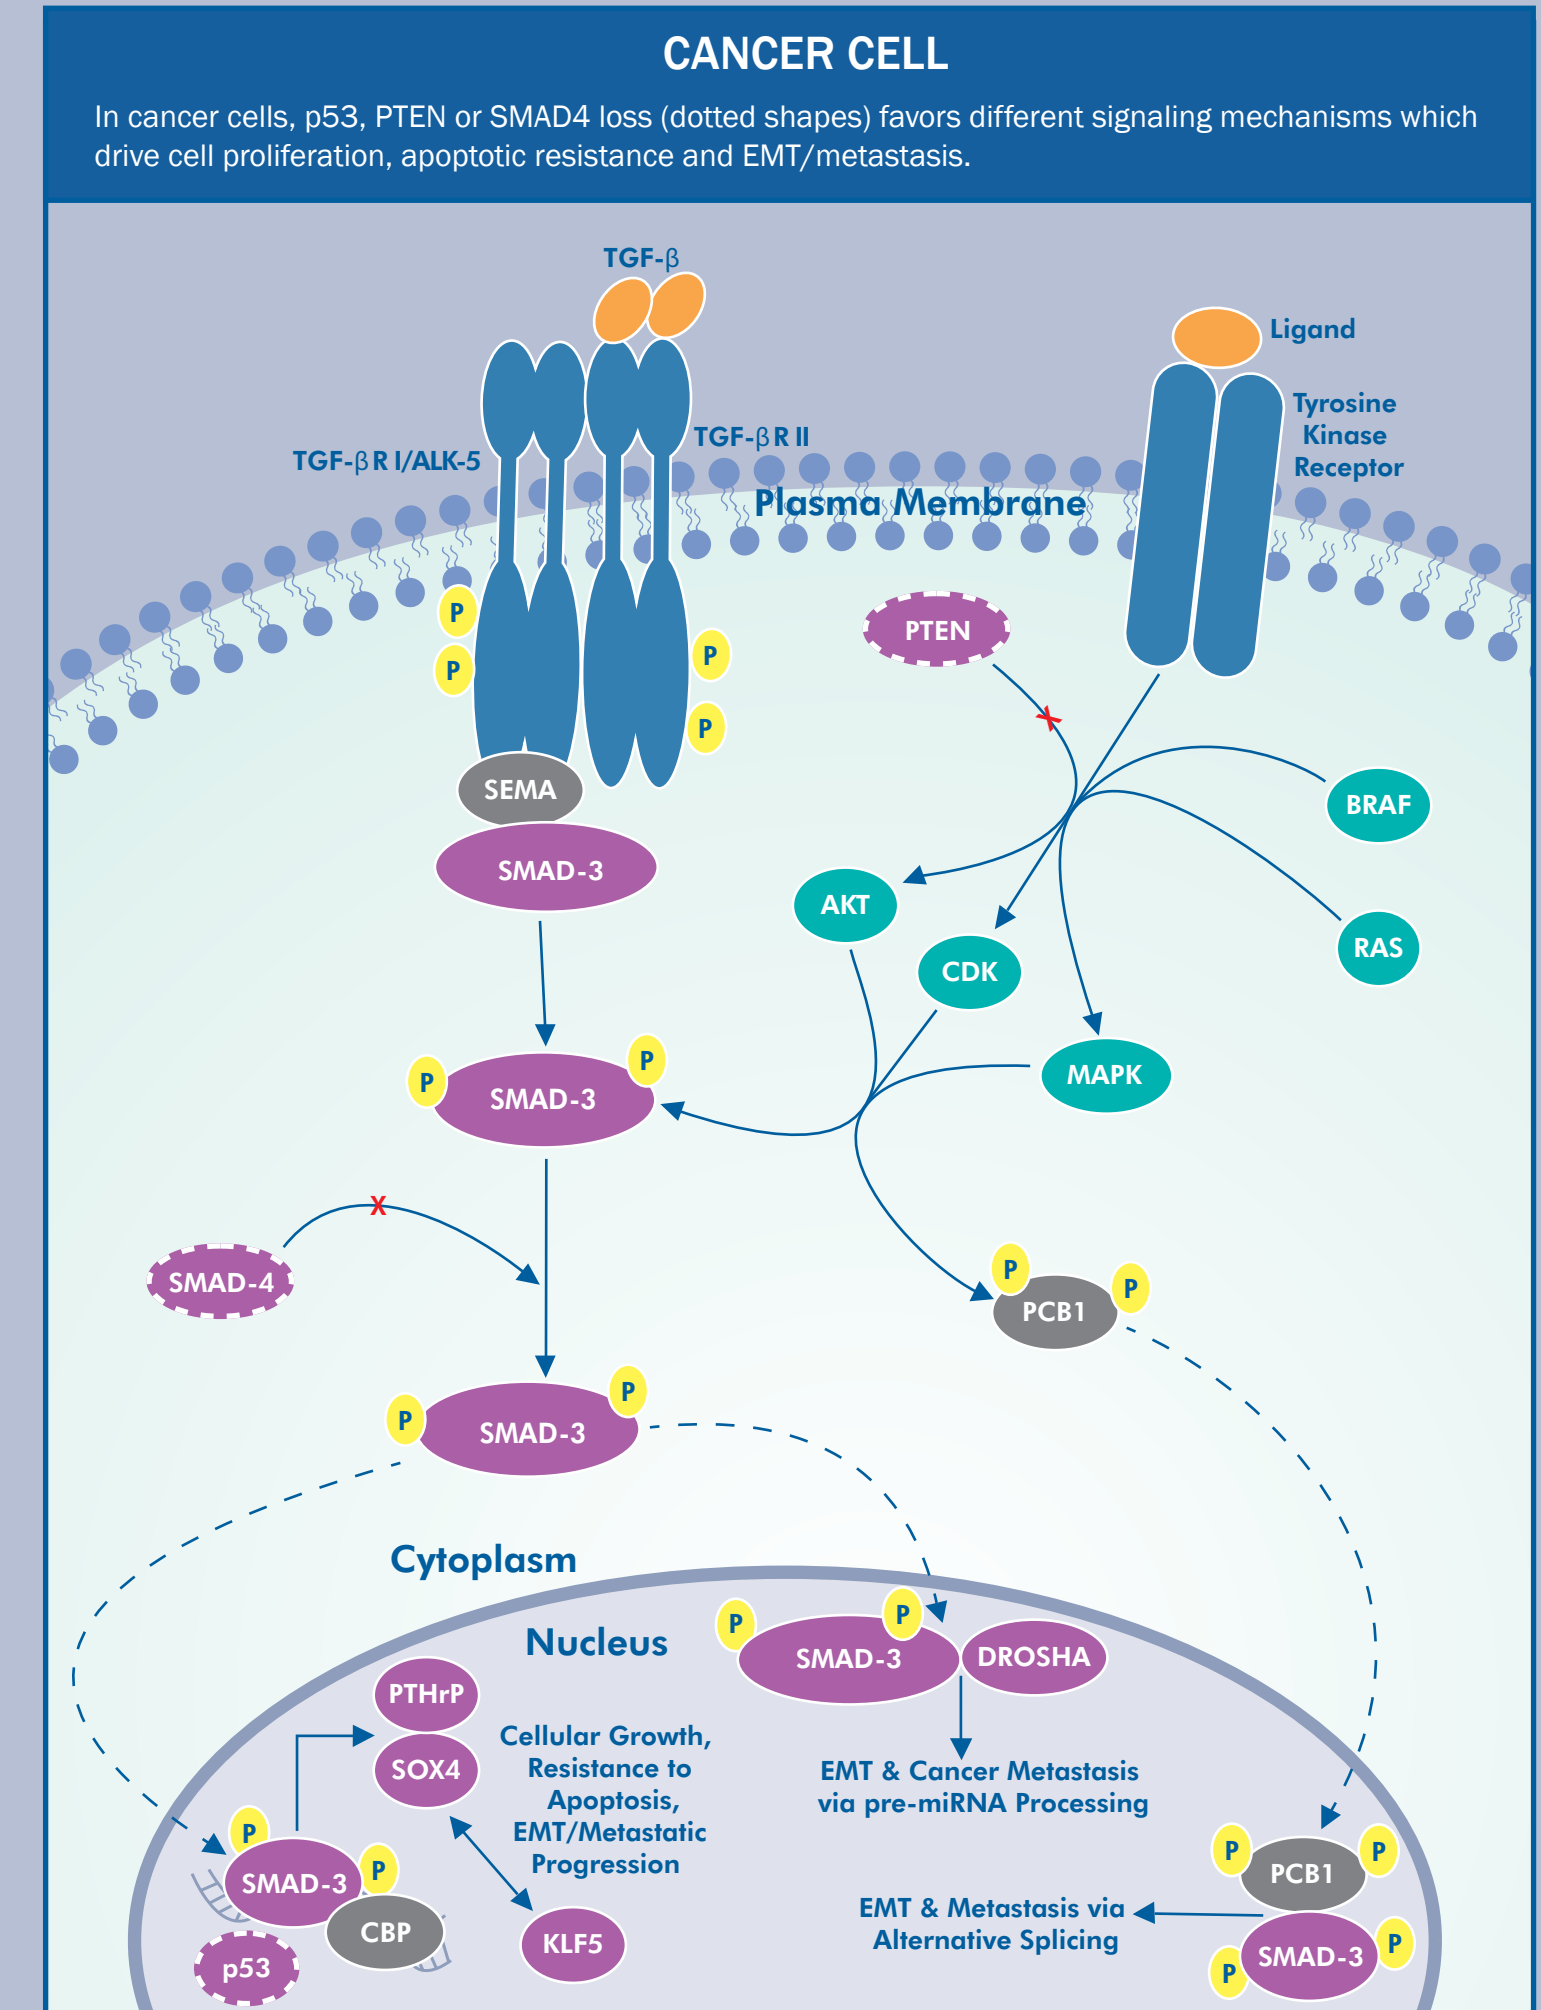 CANCER CELL
In cancer cells, p53, PTEN or SMAD4 loss (dotted shapes) favors different signaling mechanisms which
drive cell proliferation, apoptotic resistance and EMT/metastasis.
TGF-β
Ligand
Tyrosine
Kinase
Receptor
TGF-β R II
TGF-β R I/ALK-5
Plasma Membrane
P
P
P
P
PTEN
X
SEMA
BRAF
SMAD-3
AKT
RAS
CDK
P
P
SMAD-3
MAPK
X
SMAD-4
P
P
PCB1
P
P
SMAD-3
Cytoplasm
Nucleus
P
P
SMAD-3
DROSHA
PTHrP
SOX4
Cellular Growth,
Resistance to
Apoptosis,
EMT/Metastatic
Progression
EMT & Cancer Metastasis
via pre-miRNA Processing
P
SMAD-3
P
CBP
p53
KLF5
P
P
PCB1
EMT & Metastasis via
Alternative Splicing
SMAD-3
P
P